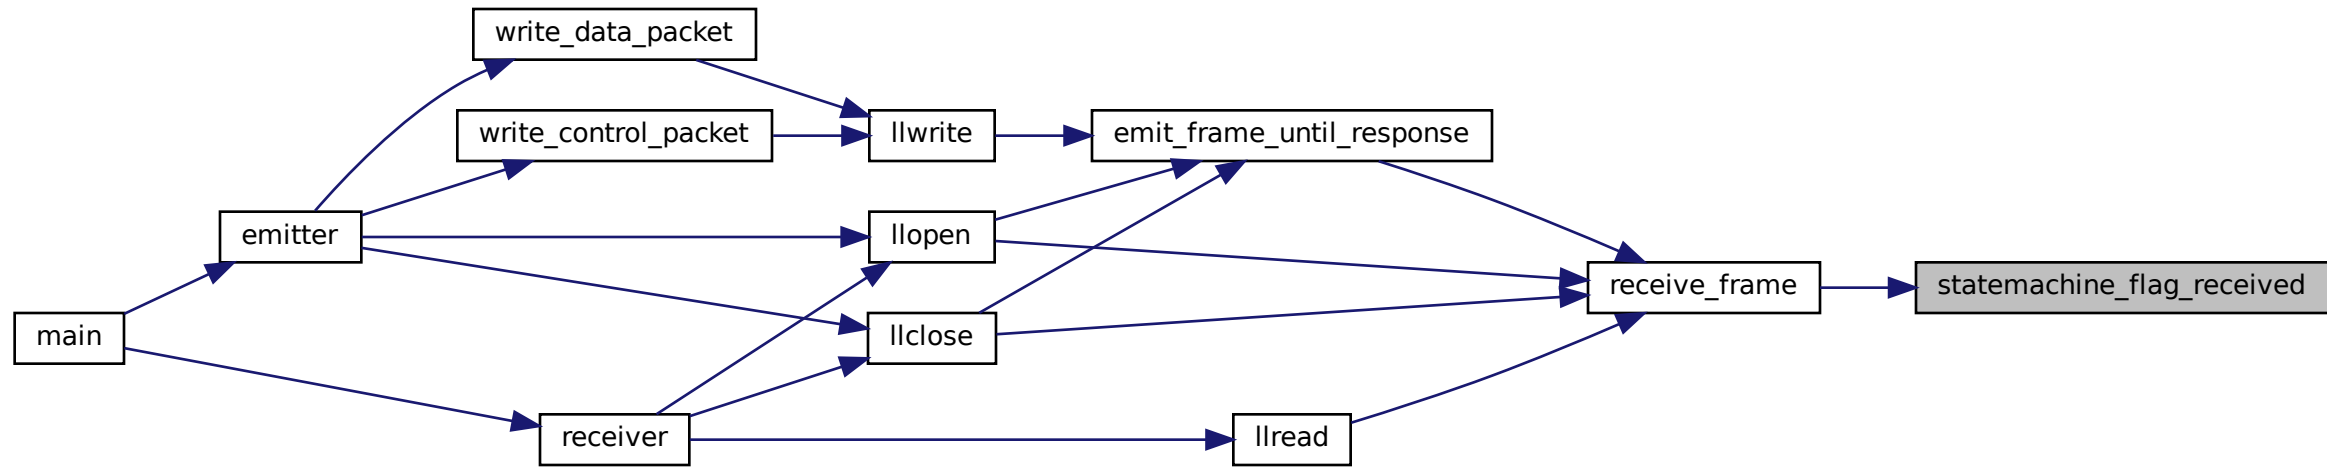 write_data_packet
write_control_packet
llwrite
emit_frame_until_response
emitter
llopen
receive_frame
statemachine_flag_received
main
llclose
receiver
llread